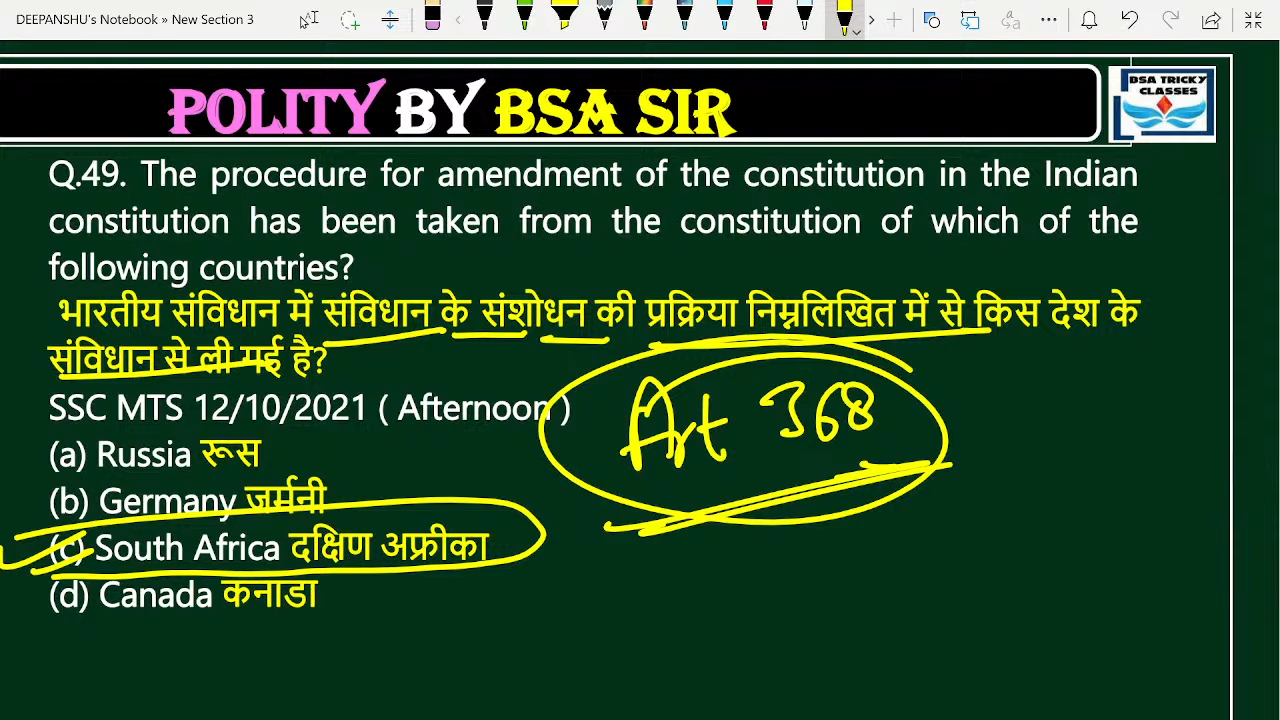 DEEPANSHU's Notebook » New Section 3
POLITY BY BSA SIR
BSA TRICKY
CLASSES
Q.49. The procedure for amendment of the constitution in the Indian
constitution has been taken from the constitution of which of the
following countries?
भारतीय संविधान में संविधान के संशोधन की प्रक्रिया निम्नलिखित में से किस देश के
संविधान से ली गई है?
SSC MTS 12/10/2021 ( Afternoon )
Art 368
(a) Russia रूस
(b) Germany जर्मनी
(c) South Africa दक्षिण अफ्रीका
(d) Canada कनाडा